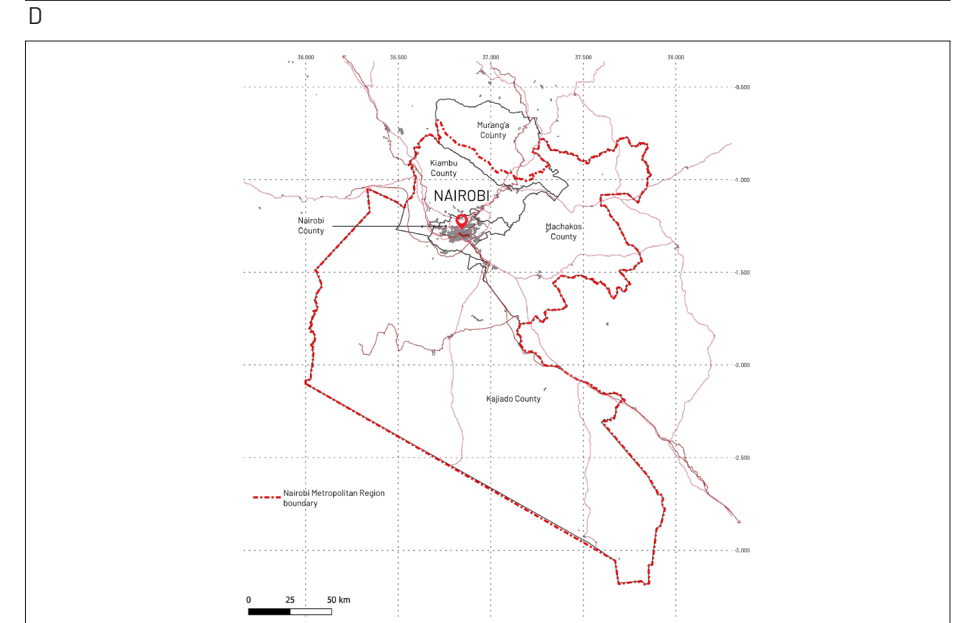 D
36.000 36.500 37.000 37.500 38.000
-0.500
Murang'a
County
Kiambu
County
-1.000
NAIROBI
Nairobi
County
Machakos
County
-1.500
-2.000
Kajiado County
-2.500
Nairobi Metropolitan Region
boundary
-3.000
0 25 50 km